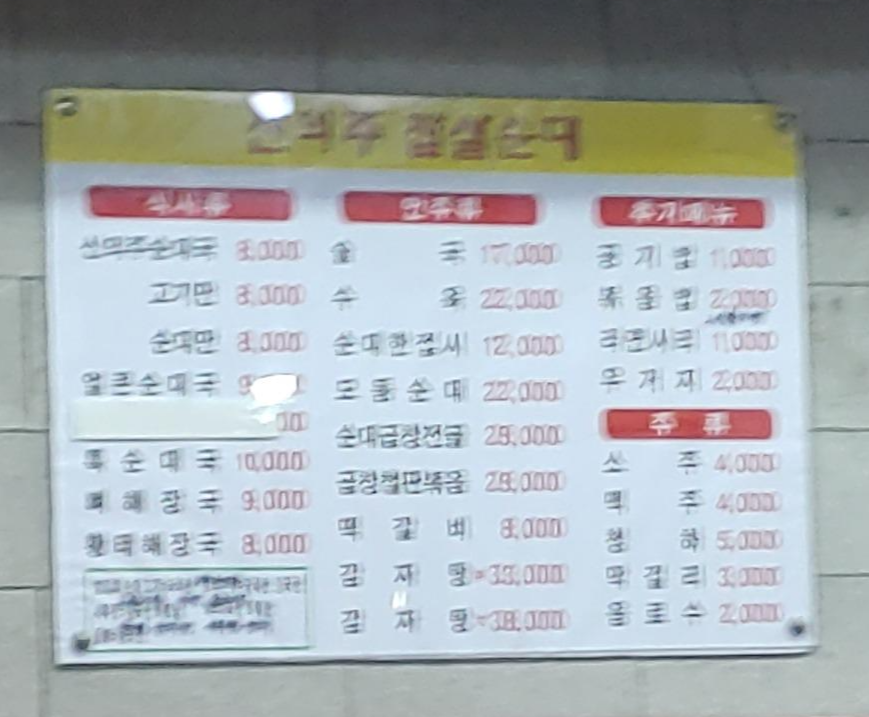 신의주 찹쌀순대
식사류
신의주순대국 8,000
고기만 8,000
순대만 8,000
얼큰순대국
특순대국 10,000
뼈해장국 9,000
황태해장국 8,000
안주류
술국 17,000
수육 22,000
순대한접시 12,000
모듬순대 22,000
순대곱창전골 28,000
곱창철판볶음 28,000
떡갈비 8,000
감자탕 33,000
감자탕 38,000
추가메뉴
공기밥 1,000
볶음밥 2,000
라면사리 1,000
우거지 2,000
주류
소주 4,000
맥주 4,000
청하 5,000
막걸리 3,000
음료수 2,000